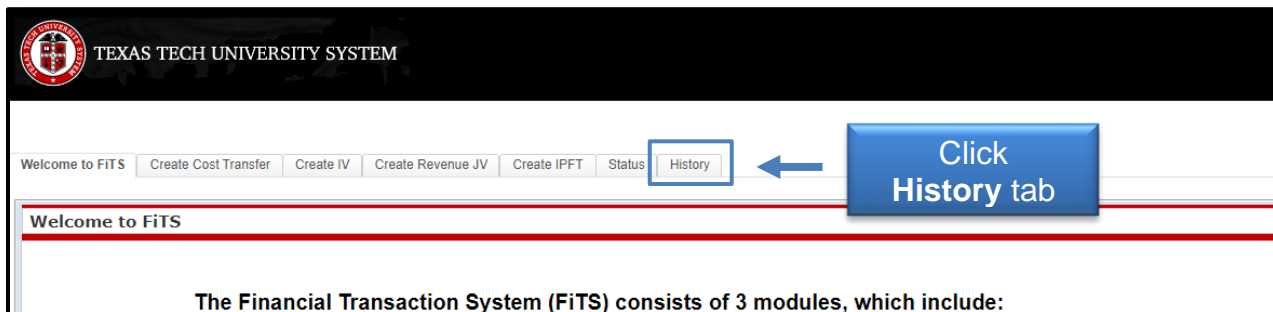 TEXAS TECH UNIVERSITY SYSTEM
Welcome to FiTS Create Cost Transfer Create IV Create Revenue JV Create IPFT Status History
Click
History tab
Welcome to FiTS
The Financial Transaction System (FiTS) consists of 3 modules, which include: